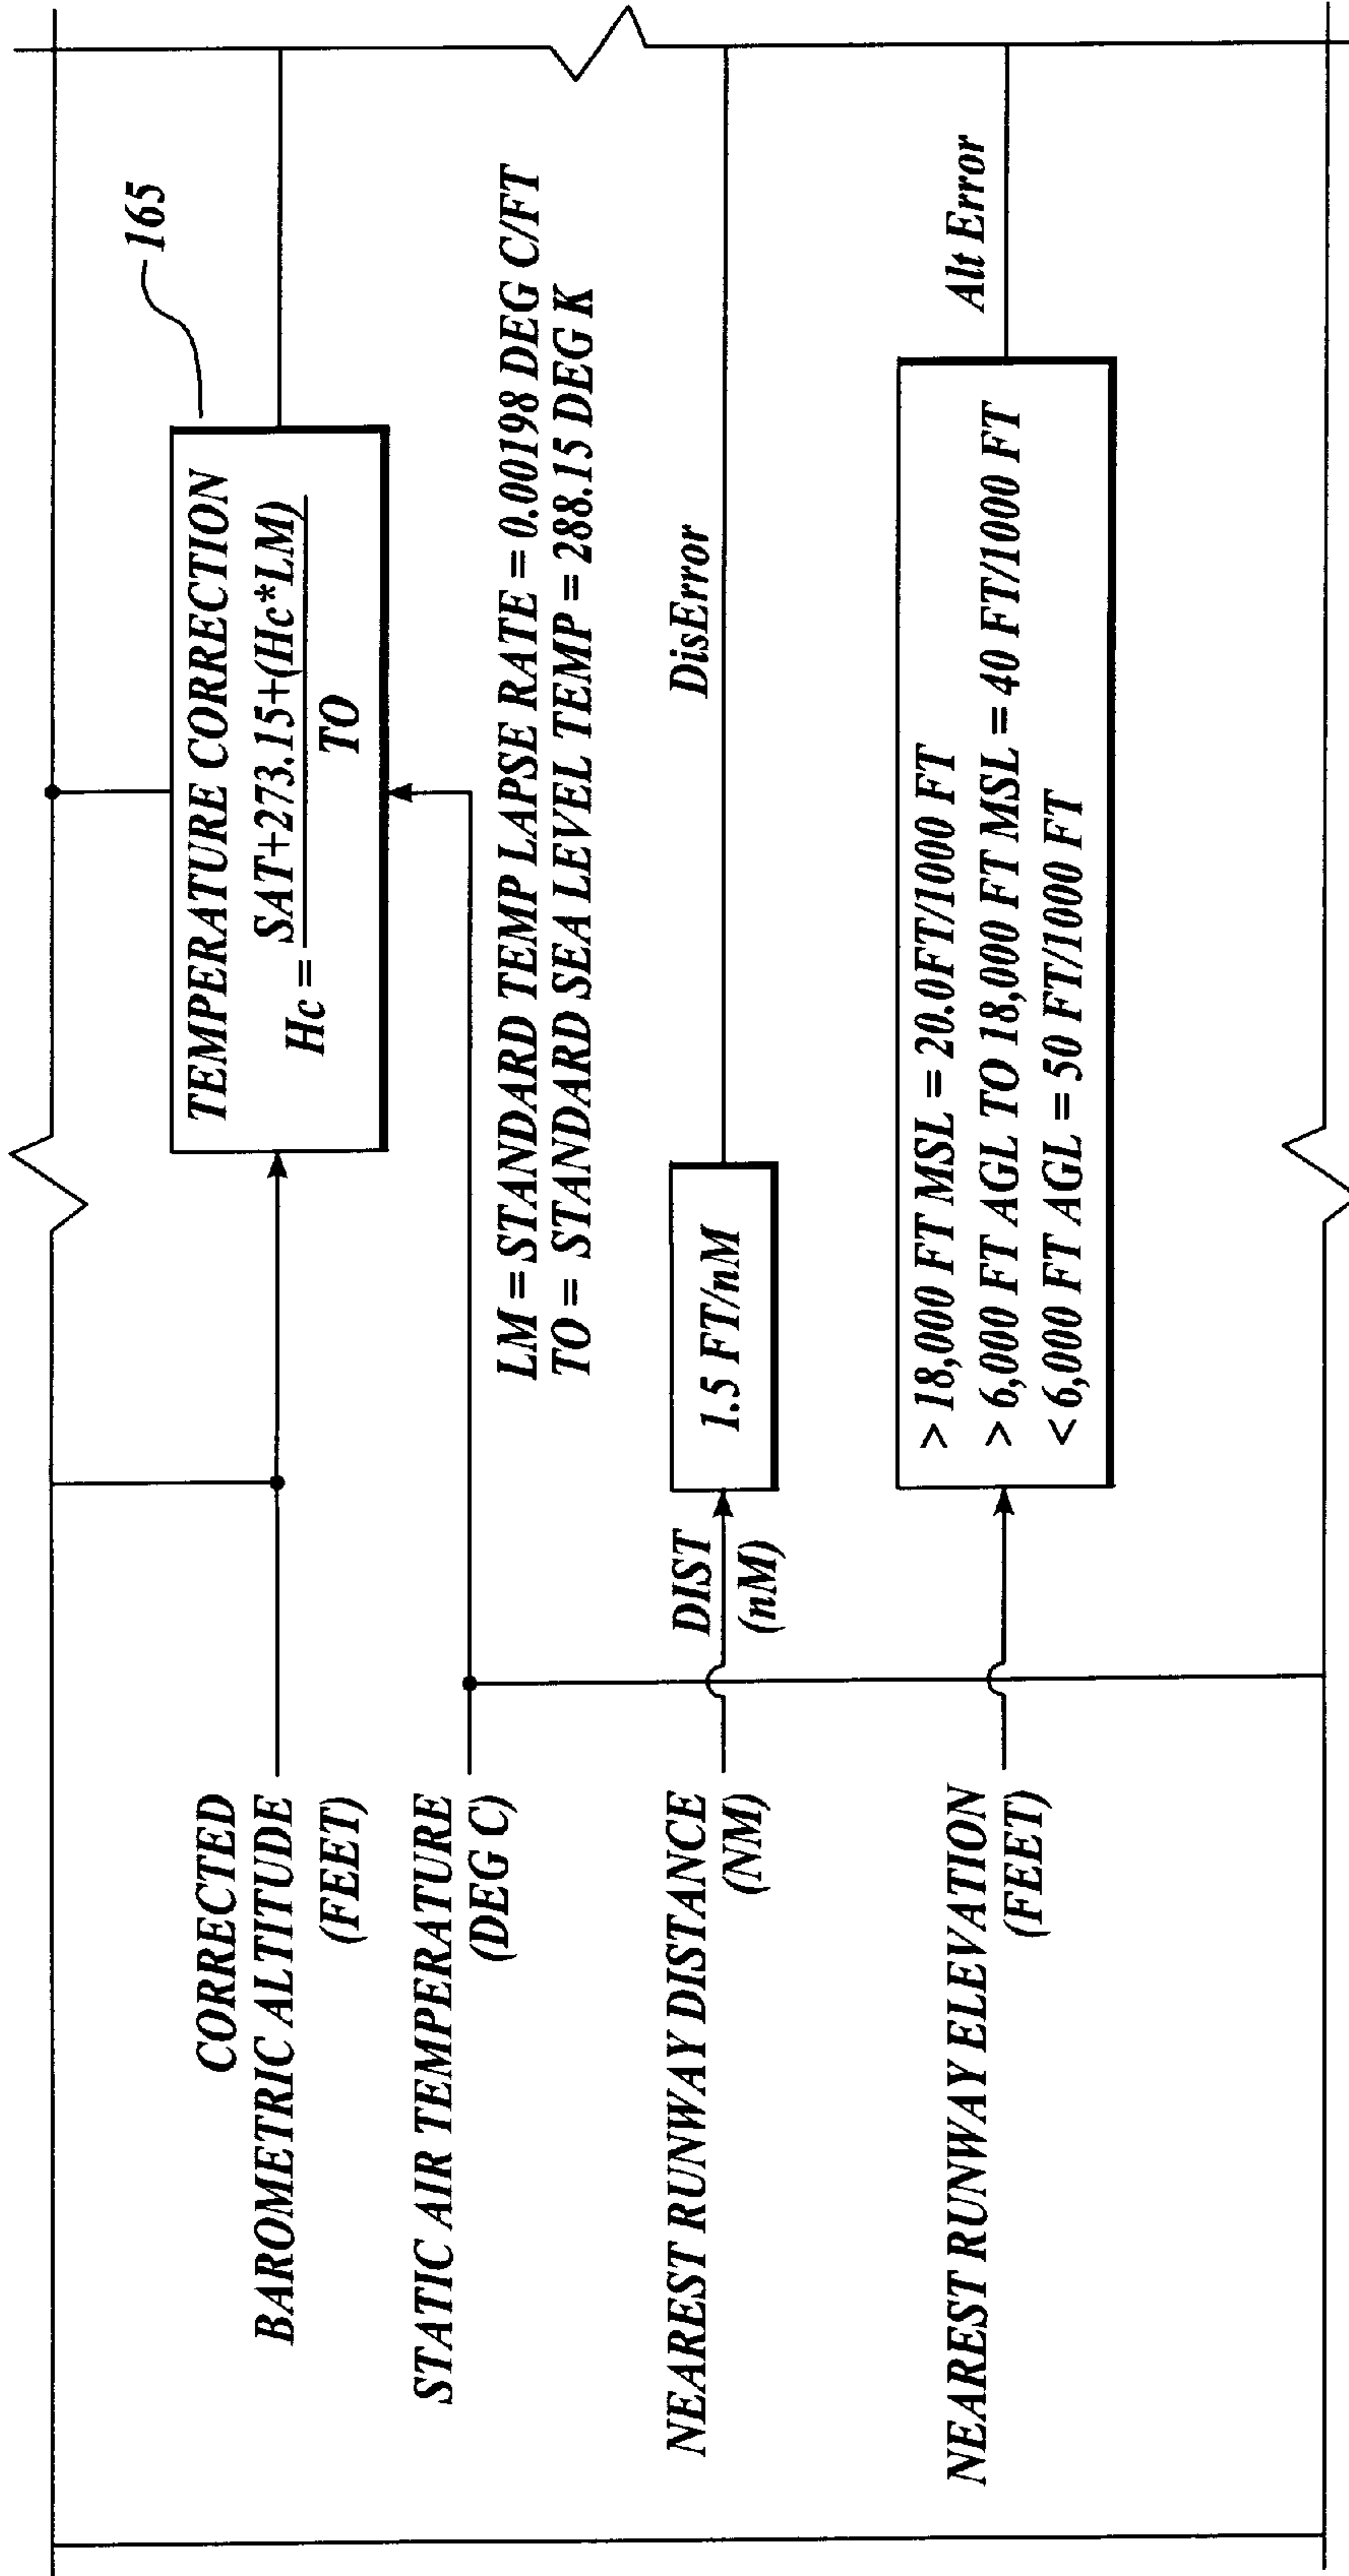 165
CORRECTED
BAROMETRIC ALTITUDE
(FEET)
TEMPERATURE CORRECTION
Hc = SAT+273.15+(Hc*LM)
TO
STATIC AIR TEMPERATURE
(DEG C)
LM = STANDARD TEMP LAPSE RATE = 0.00198 DEG C/FT
TO = STANDARD SEA LEVEL TEMP = 288.15 DEG K
NEAREST RUNWAY DISTANCE
(NM)
DIST
(nM)
1.5 FT/nM
DisError
NEAREST RUNWAY ELEVATION
(FEET)
> 18,000 FT MSL = 20.0FT/1000 FT
> 6,000 FT AGL TO 18,000 FT MSL = 40 FT/1000 FT
< 6,000 FT AGL = 50 FT/1000 FT
Alt Error